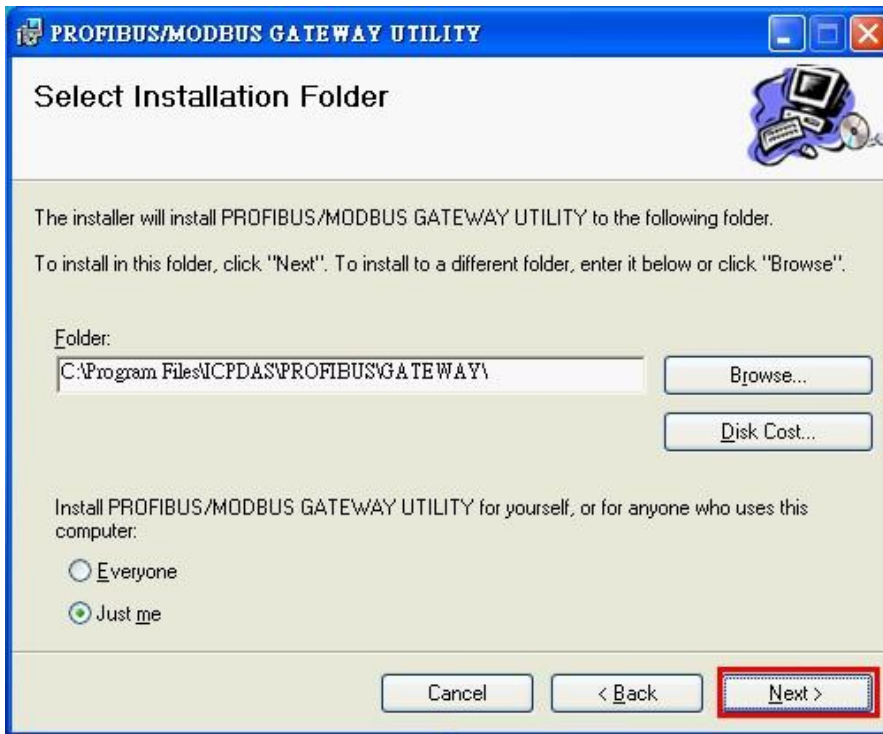 PROFIBUS/MODBUS GATEWAY UTILITY
Select Installation Folder
The installer will install PROFIBUS/MODBUS GATEWAY UTILITY to the following folder.
To install in this folder, click "Next". To install to a different folder, enter it below or click "Browse".
Folder:
C:\Program Files\ICPDAS\PROFIBUS\GATEWAY\
Browse...
Disk Cost...
Install PROFIBUS/MODBUS GATEWAY UTILITY for yourself, or for anyone who uses this
computer:
Everyone
Just me
Cancel
< Back
Next >